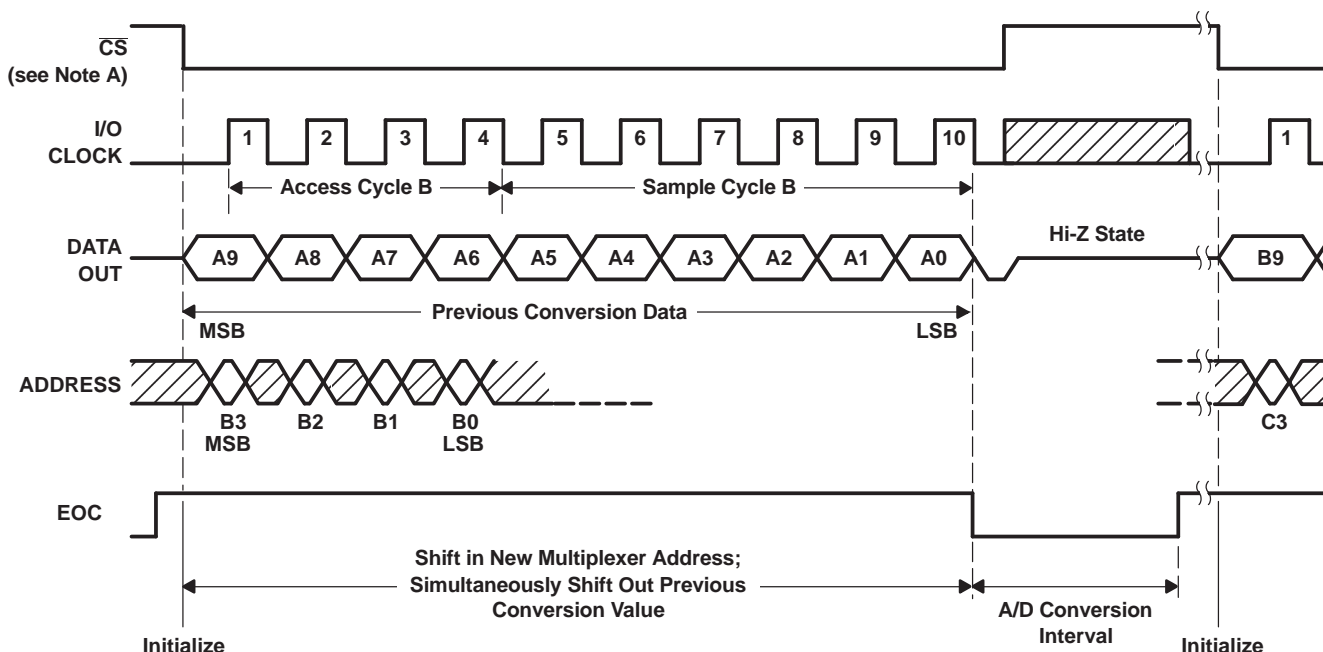 CS
(see Note A)
I/O
CLOCK
1 2 3 4 5 6 7 8 9 10 1
Access Cycle B Sample Cycle B
DATA
OUT
A9 A8 A7 A6 A5 A4 A3 A2 A1 A0 Hi-Z State B9
Previous Conversion Data
MSB LSB
ADDRESS
B3 B2 B1 B0 C3
MSB LSB
EOC
Shift in New Multiplexer Address;
Simultaneously Shift Out Previous
Conversion Value
A/D Conversion
Interval
Initialize Initialize